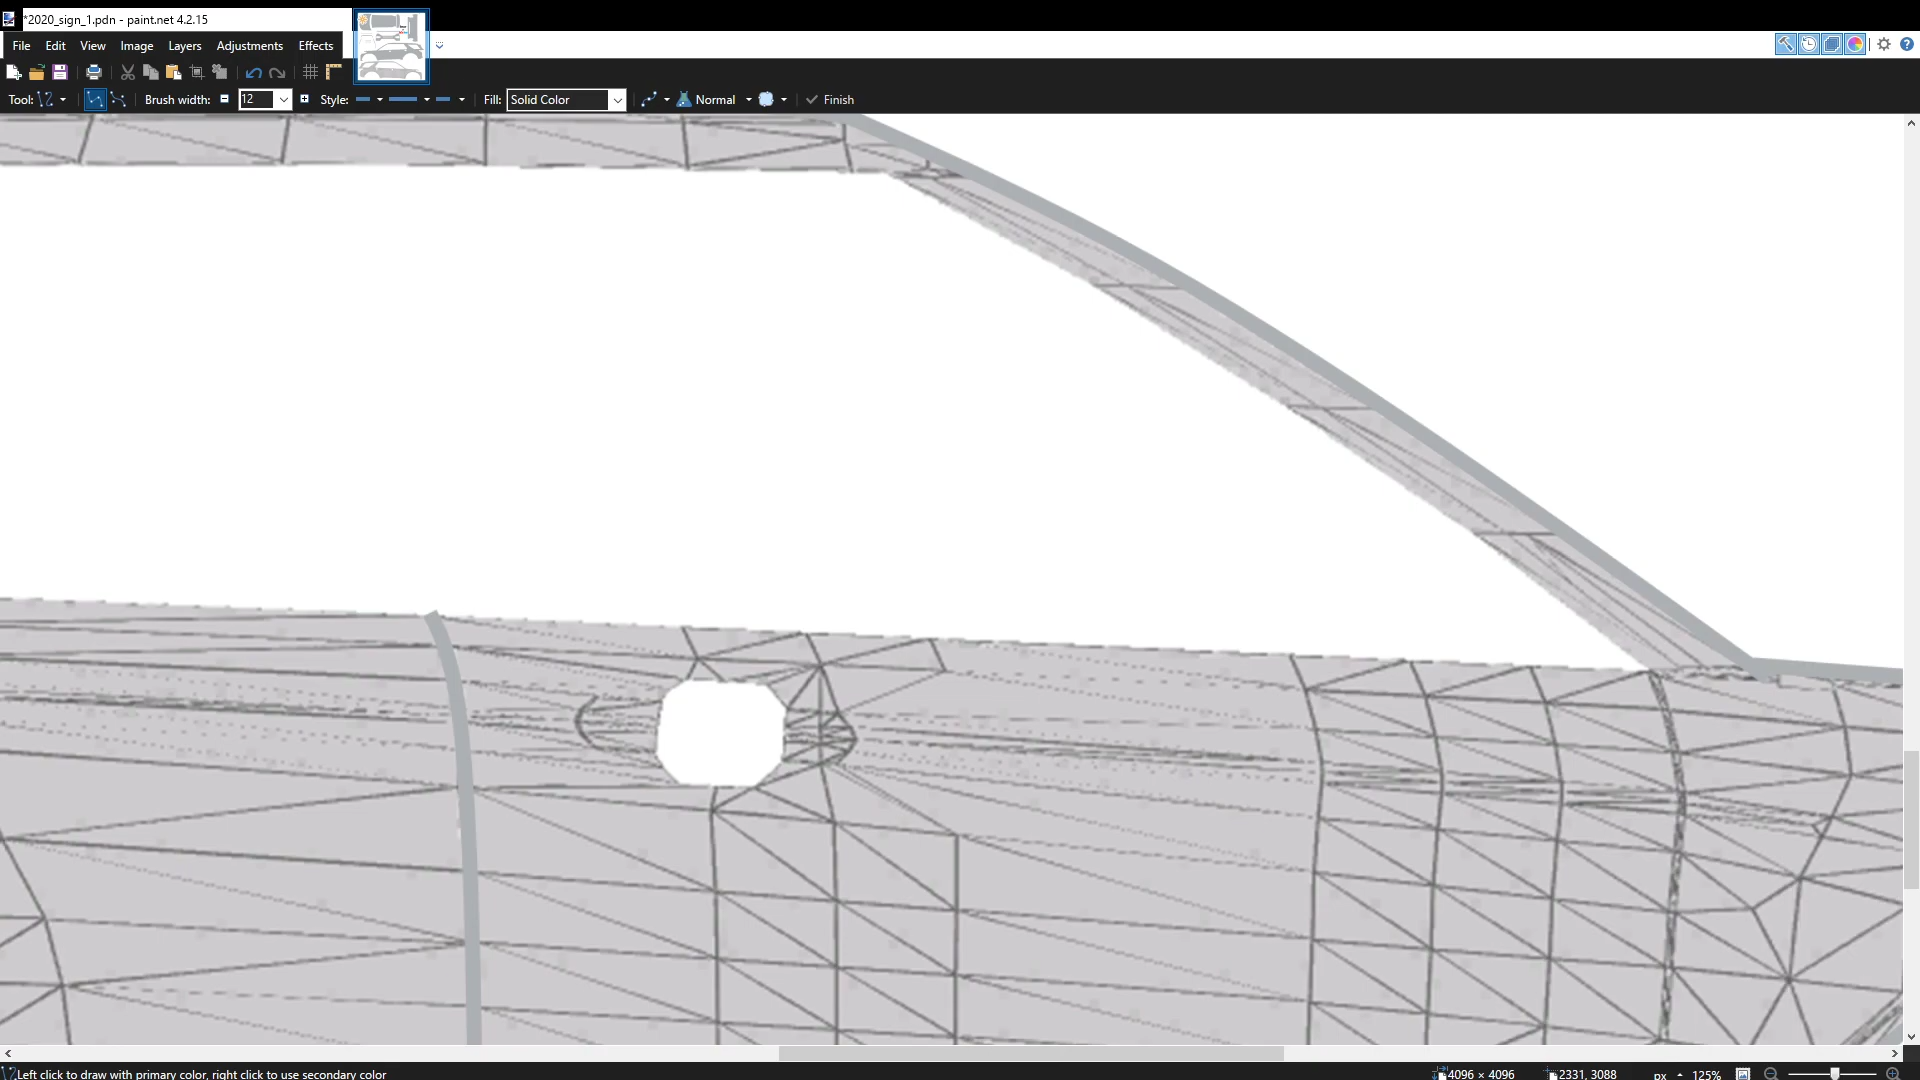 *2020_sign_1.pdn - paint.net 4.2.15
File Edit View Image Layers Adjustments Effects
Tool: Brush width: 12 Style: Fill: Solid Color Normal Finish
Left click to draw with primary color, right click to use secondary color 4096 × 4096 2331, 3088 px 125%